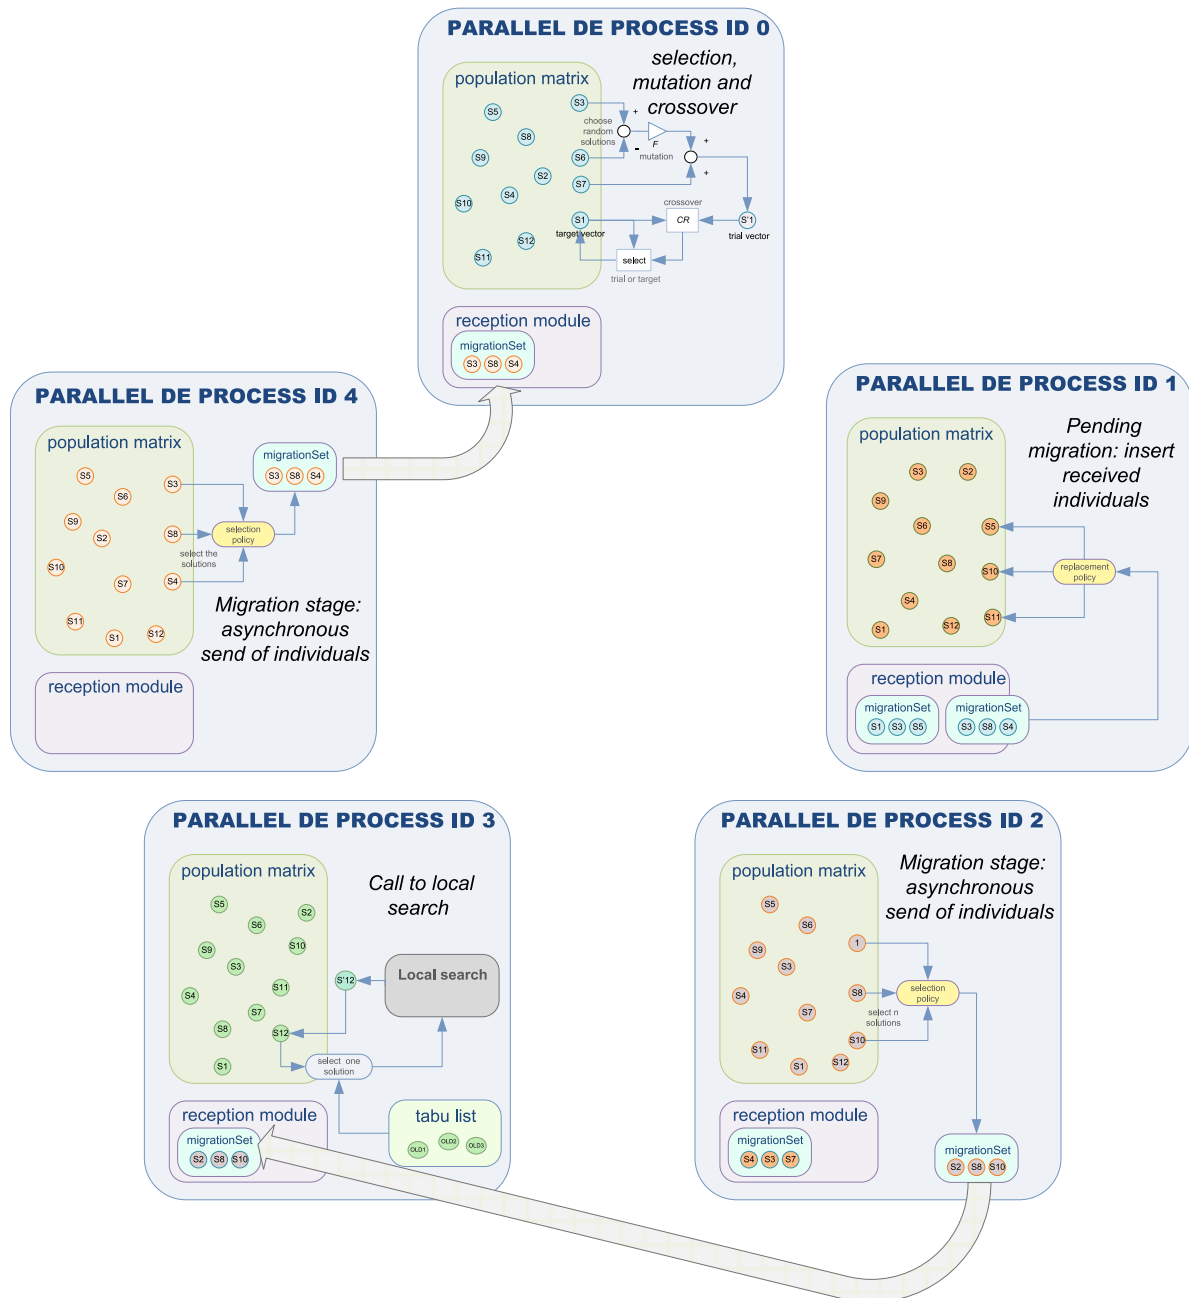 PARALLEL DE PROCESS ID 0
selection,
mutation and
crossover
population matrix
S3
S5
S8
S9
S6
S2
S7
S4
S10
S1
S12
S11
choose
random
solutions
+
-
F
mutation
+
+
crossover
CR
S'1
trial vector
target vector
select
trial or target
reception module
migrationSet
S3 S8 S4
PARALLEL DE PROCESS ID 4
population matrix
migrationSet
S3 S8 S4
S5
S3
S6
S9
S2
S8
S10
S7
S4
S11
S1
S12
selection
policy
select the
solutions
Migration stage:
asynchronous
send of individuals
reception module
PARALLEL DE PROCESS ID 1
population matrix
Pending
migration: insert
received
individuals
S3
S2
S9
S6
S5
S7
S8
S10
S4
S11
S1
S12
replacement
policy
reception module
migrationSet
S1 S3 S5
migrationSet
S3 S8 S4
PARALLEL DE PROCESS ID 3
population matrix
Call to local
search
S5
S2
S6
S9
S10
S3
S11
S4
S7
S8
S12
S1
S'12
Local search
select one
solution
reception module
migrationSet
S2 S8 S10
tabu list
OLD1 OLD2 OLD3
PARALLEL DE PROCESS ID 2
population matrix
Migration stage:
asynchronous
send of individuals
S5
S6
1
S9
S3
S4
S8
S7
S10
S11
S1
S12
selection
policy
select n
solutions
reception module
migrationSet
S4 S3 S7
migrationSet
S2 S8 S10